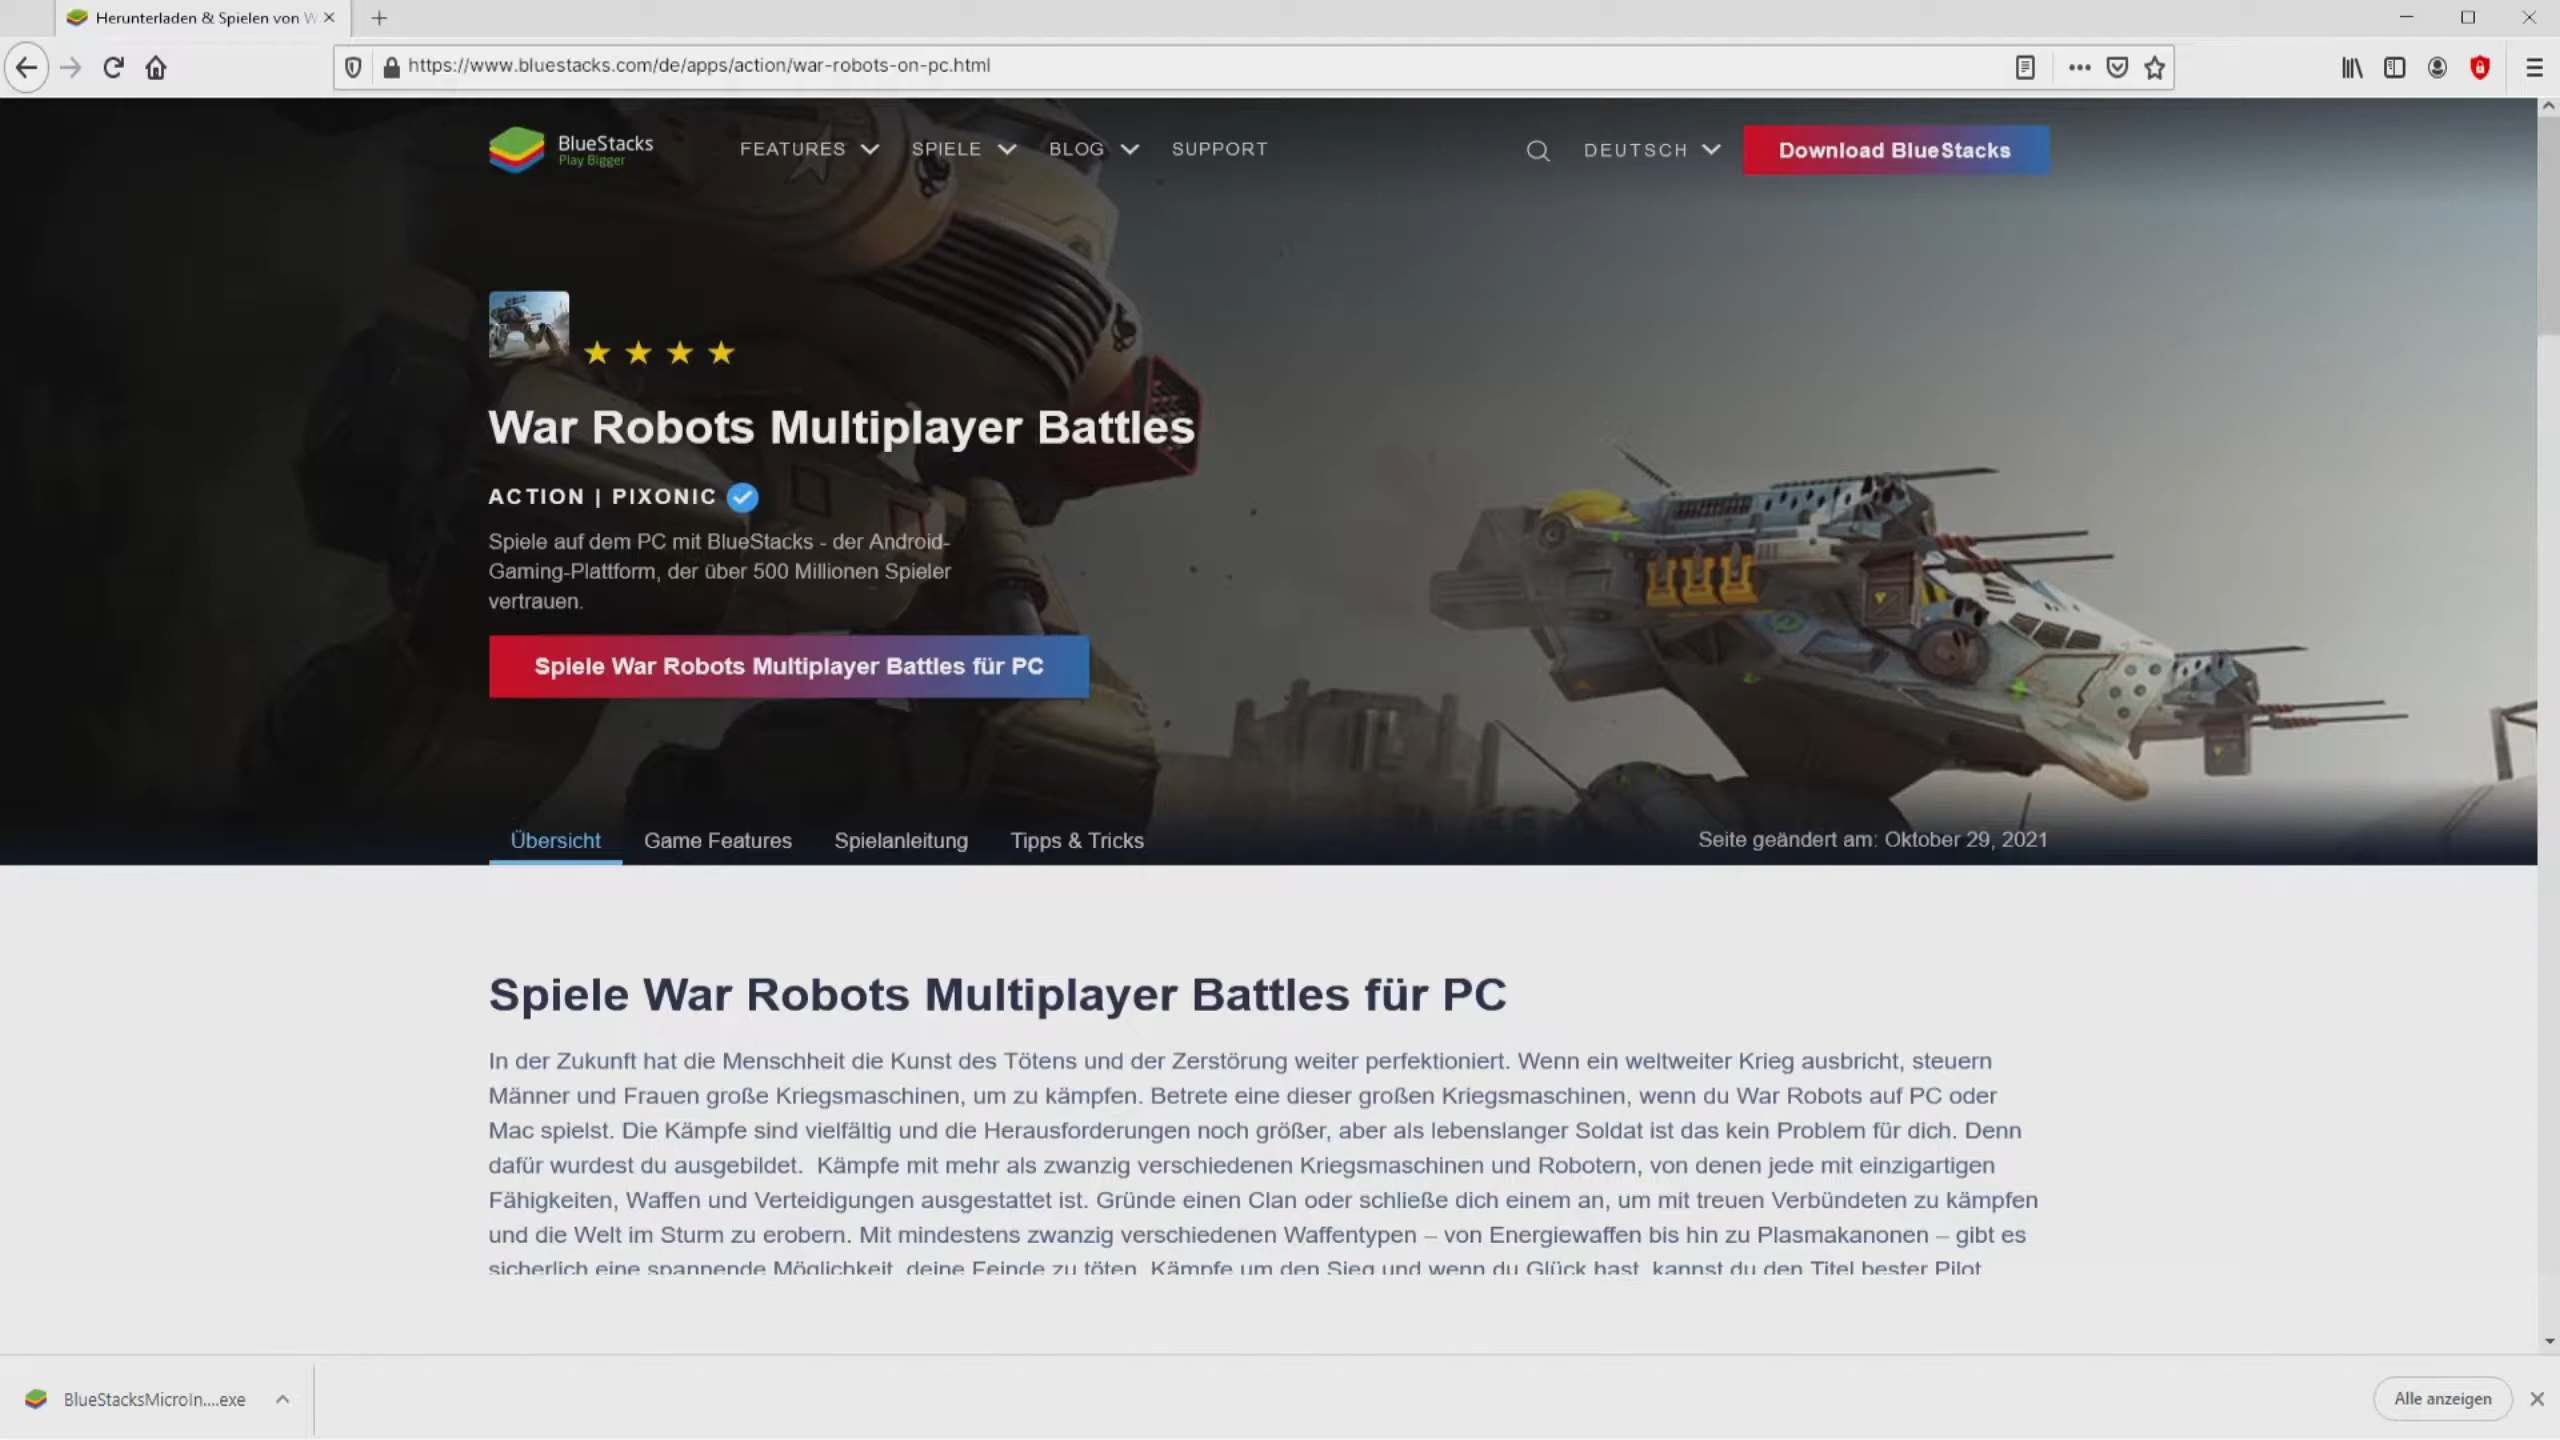 Herunterladen & Spielen von W
https://www.bluestacks.com/de/apps/action/war-robots-on-pc.html
BlueStacks
Play Bigger
FEATURES
SPIELE
BLOG
SUPPORT
DEUTSCH
Download BlueStacks
War Robots Multiplayer Battles
ACTION | PIXONIC
Spiele auf dem PC mit BlueStacks - der Android-
Gaming-Plattform, der über 500 Millionen Spieler
vertrauen.
Spiele War Robots Multiplayer Battles für PC
Übersicht
Game Features
Spielanleitung
Tipps & Tricks
Seite geändert am: Oktober 29, 2021
Spiele War Robots Multiplayer Battles für PC
In der Zukunft hat die Menschheit die Kunst des Tötens und der Zerstörung weiter perfektioniert. Wenn ein weltweiter Krieg ausbricht, steuern
Männer und Frauen große Kriegsmaschinen, um zu kämpfen. Betrete eine dieser großen Kriegsmaschinen, wenn du War Robots auf PC oder
Mac spielst. Die Kämpfe sind vielfältig und die Herausforderungen noch größer, aber als lebenslanger Soldat ist das kein Problem für dich. Denn
dafür wurdest du ausgebildet. Kämpfe mit mehr als zwanzig verschiedenen Kriegsmaschinen und Robotern, von denen jede mit einzigartigen
Fähigkeiten, Waffen und Verteidigungen ausgestattet ist. Gründe einen Clan oder schließe dich einem an, um mit treuen Verbündeten zu kämpfen
und die Welt im Sturm zu erobern. Mit mindestens zwanzig verschiedenen Waffentypen – von Energiewaffen bis hin zu Plasmakanonen – gibt es
sicherlich eine spannende Möglichkeit, deine Feinde zu töten. Kämpfe um den Sieg und wenn du Glück hast, kannst du den Titel bester Pilot
BlueStacksMicroIn....exe
Alle anzeigen